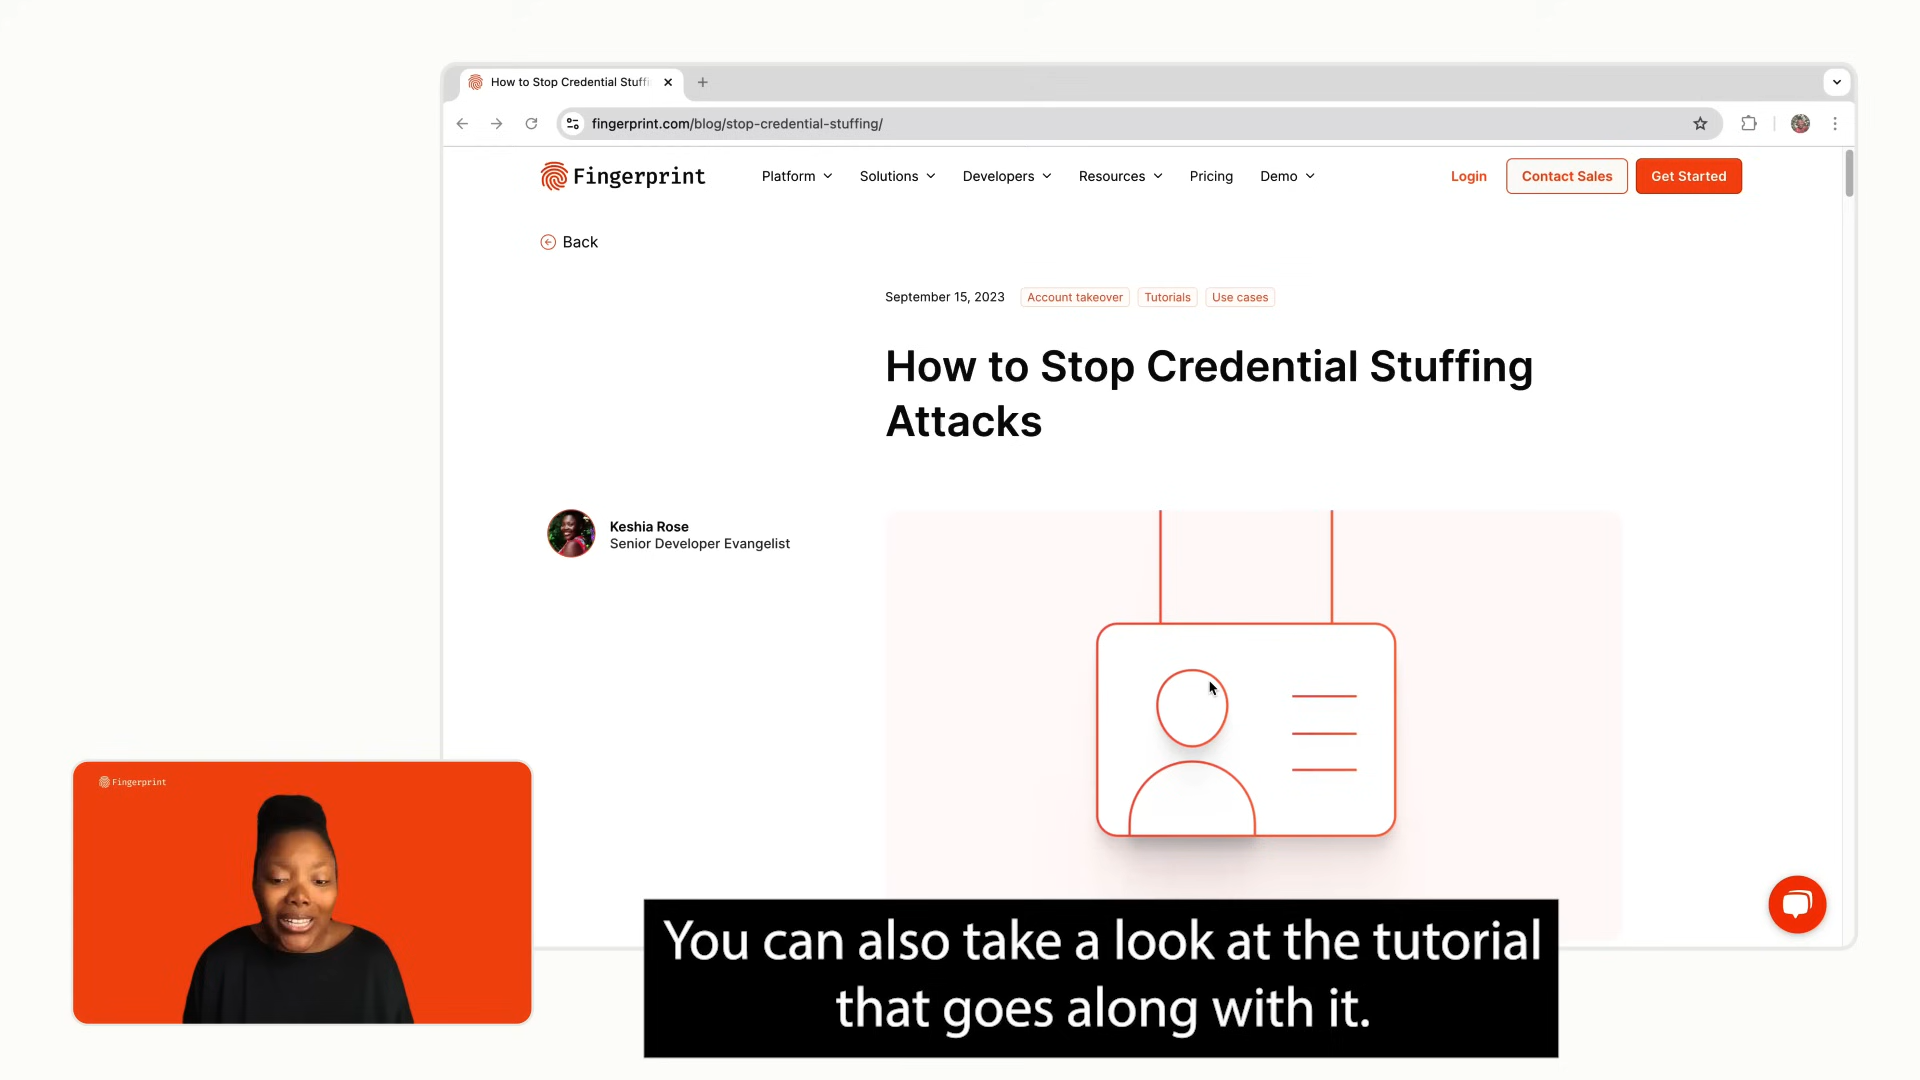 How to Stop Credential Stuff
fingerprint.com/blog/stop-credential-stuffing/
Fingerprint
Platform
Solutions
Developers
Resources
Pricing
Demo
Login
Contact Sales
Get Started
Back
September 15, 2023
Account takeover
Tutorials
Use cases
How to Stop Credential Stuffing
Attacks
Keshia Rose
Senior Developer Evangelist
Fingerprint
You can also take a look at the tutorial
that goes along with it.